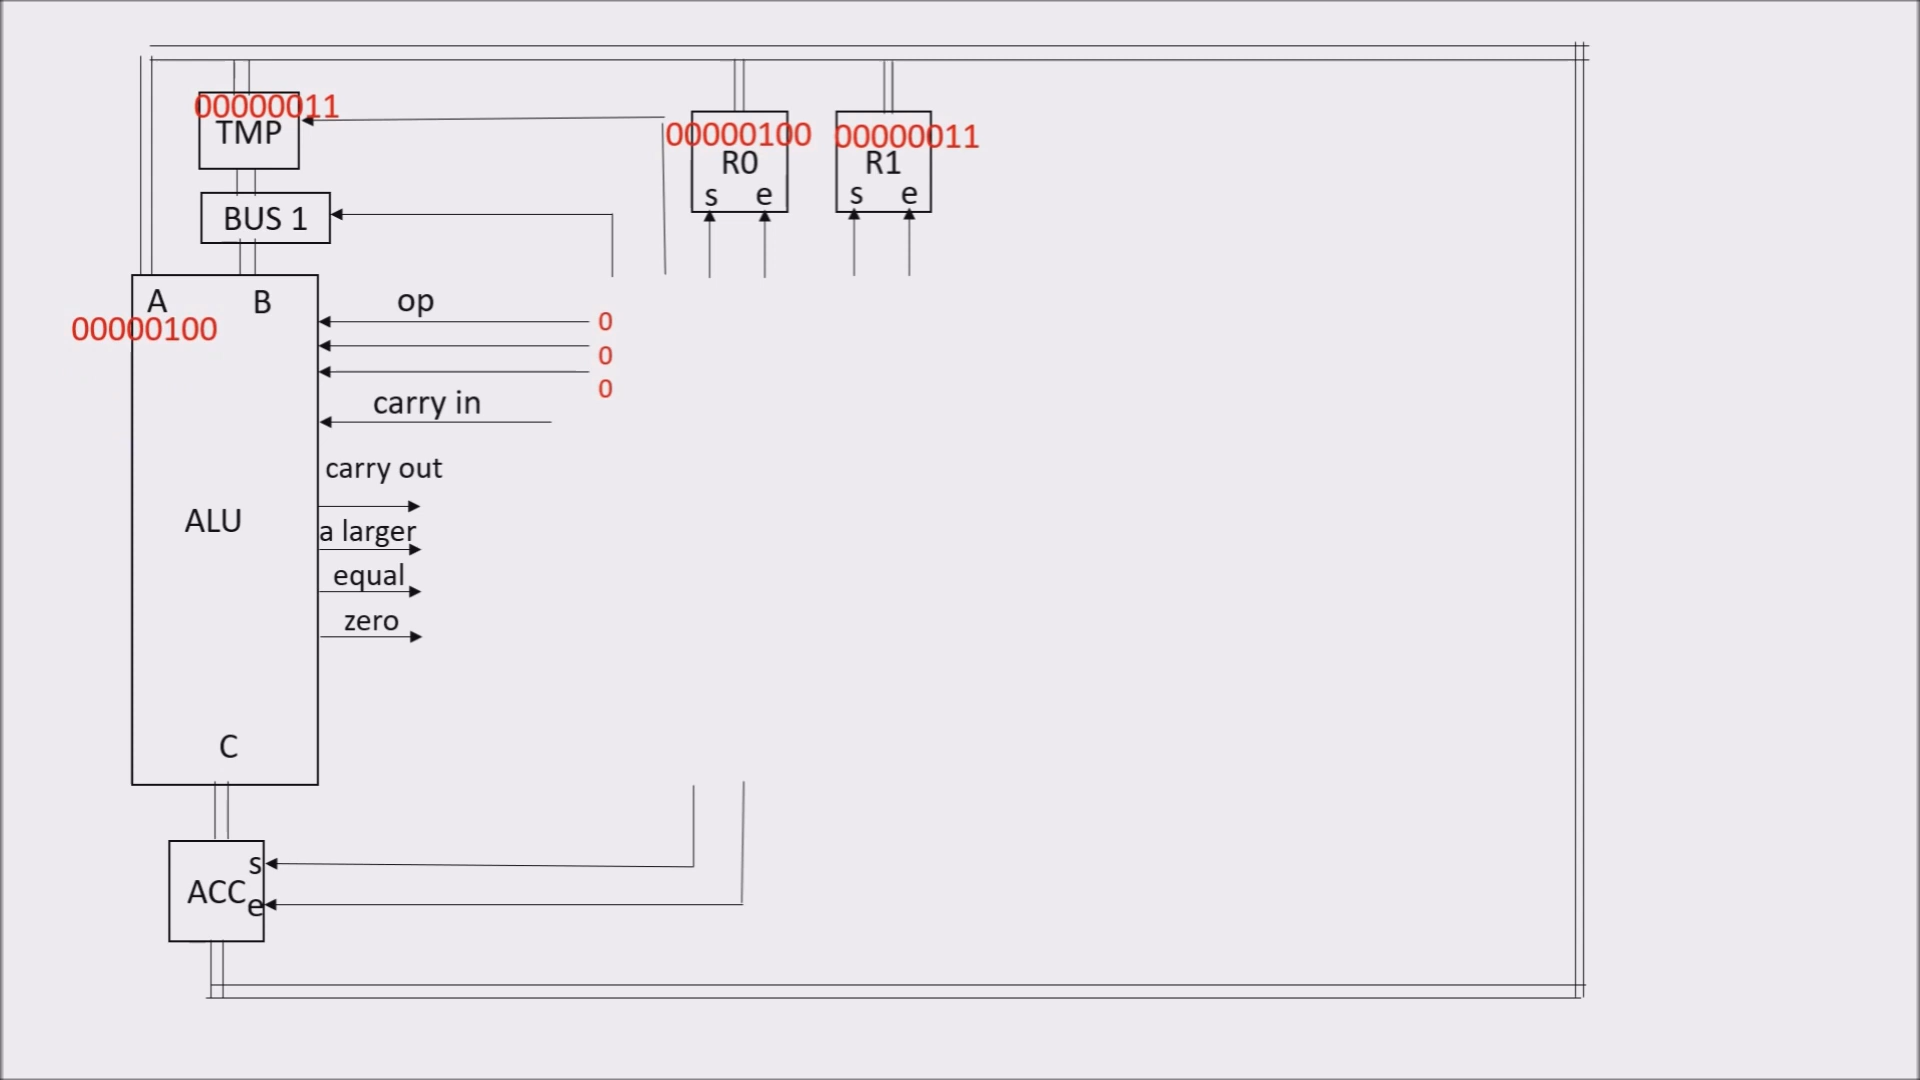 00000011
TMP
00000100
R0
s e
00000011
R1
s e
BUS 1
A B
00000100
op
0
0
0
carry in
carry out
ALU
a larger
equal
zero
C
s
ACC
e